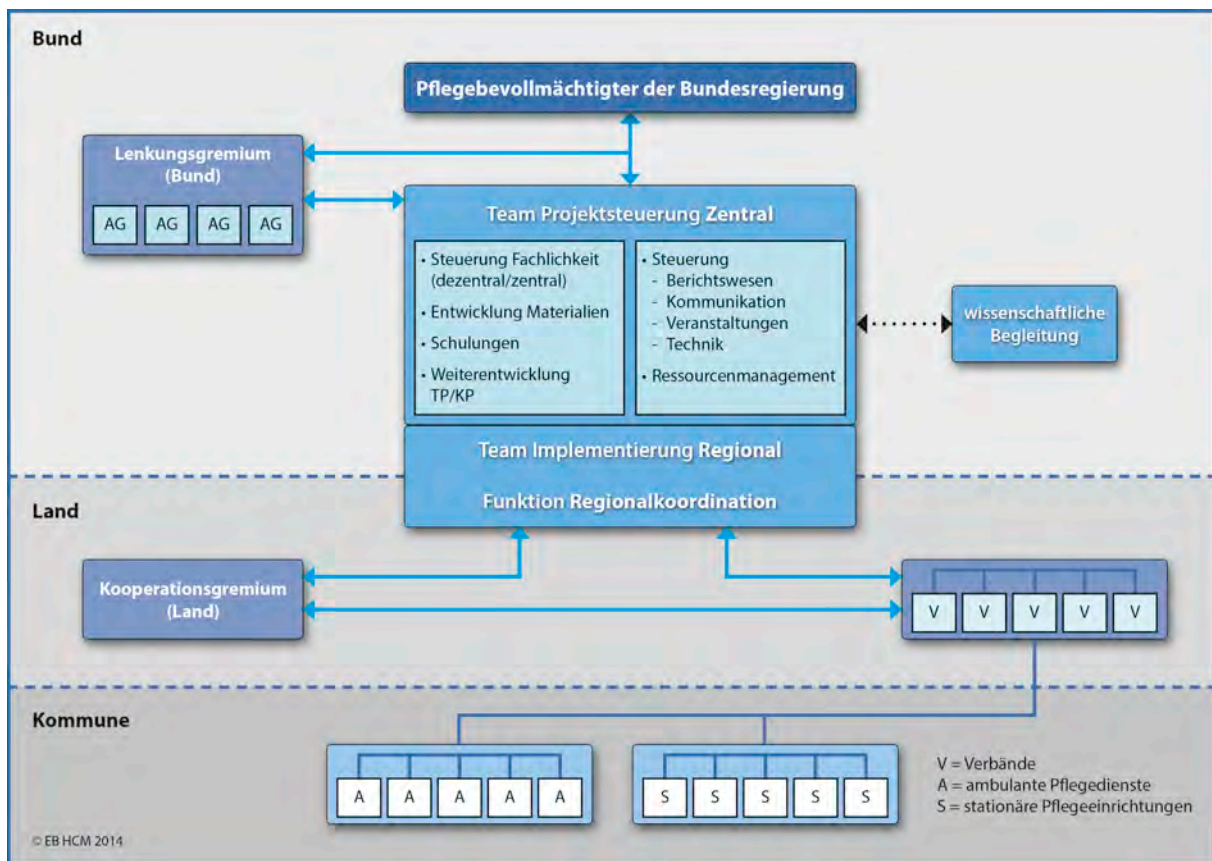 Bund
Pflegebevollmächtigter der Bundesregierung
Lenkungsgremium
(Bund)
AG AG AG AG
Team Projektsteuerung Zentral
• Steuerung Fachlichkeit
(dezentral/zentral)
• Entwicklung Materialien
• Schulungen
• Weiterentwicklung
TP/KP
• Steuerung
- Berichtswesen
- Kommunikation
- Veranstaltungen
- Technik
• Ressourcenmanagement
wissenschaftliche
Begleitung
Team Implementierung Regional
Funktion Regionalkoordination
Land
Kooperationsgremium
(Land)
V V V V V
Kommune
A A A A A
S S S S S
V = Verbände
A = ambulante Pflegedienste
S = stationäre Pflegeeinrichtungen
© EB HCM 2014